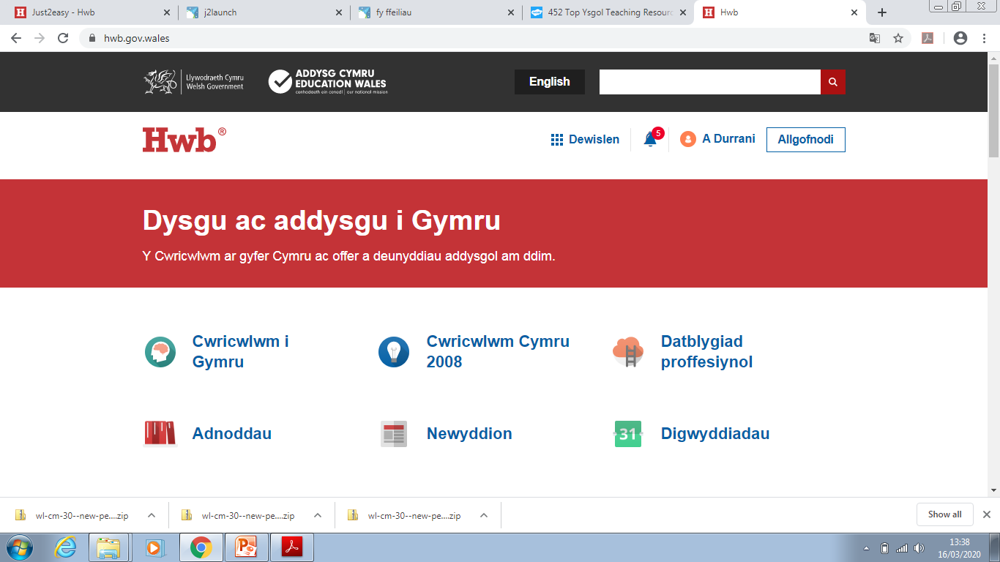 Just2easy - Hwb
j2launch
fy ffeiliau
452 Top Ysgol Teaching Resourc
Hwb
hwb.gov.wales
Llywodraeth Cymru
Welsh Government
ADDYSG CYMRU
EDUCATION WALES
cenhadaeth ein cenedl | our national mission
English
Hwb®
Dewislen
5
A Durrani
Allgofnodi
Dysgu ac addysgu i Gymru
Y Cwricwlwm ar gyfer Cymru ac offer a deunyddiau addysgol am ddim.
Cwricwlwm i
Gymru
Cwricwlwm Cymru
2008
Datblygiad
proffesiynol
Adnoddau
Newyddion
31
Digwyddiadau
wl-cm-30--new-pe....zip
wl-cm-30--new-pe....zip
wl-cm-30--new-pe....zip
Show all
13:38
16/03/2020